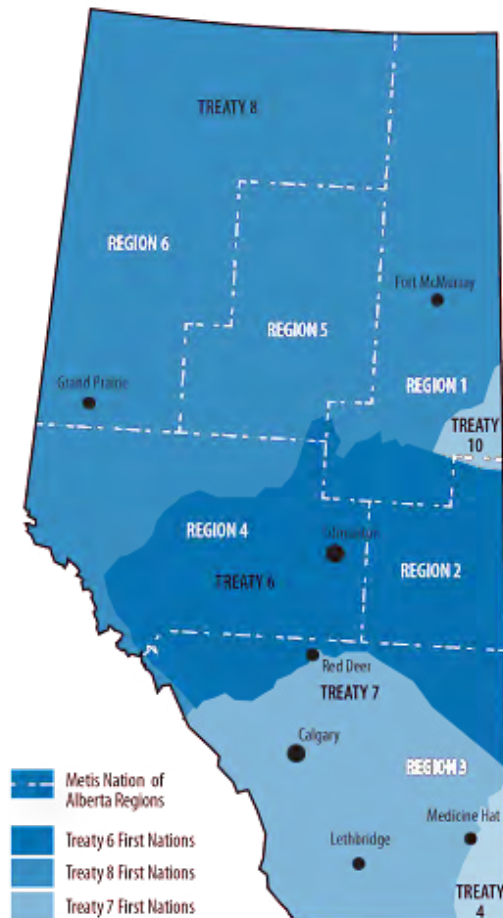 TREATY 8
REGION 6
Fort McMurray
REGION 5
Grand Prairie
REGION 1
TREATY
10
REGION 4
Edmonton
REGION 2
TREATY 6
Red Deer
TREATY 7
Calgary
REGION 3
Metis Nation of
Alberta Regions
Medicine Hat
Treaty 6 First Nations
Lethbridge
Treaty 8 First Nations
TREATY
4
Treaty 7 First Nations